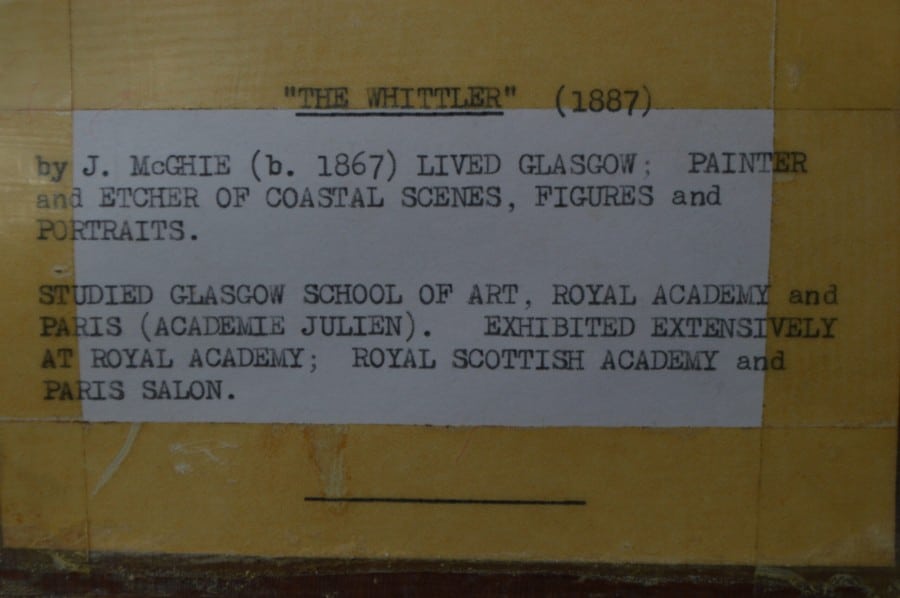 "THE WHITTLER" (1887)
by J. McGHIE (b. 1867) LIVED GLASGOW; PAINTER
and ETCHER OF COASTAL SCENES, FIGURES and
PORTRAITS.
STUDIED GLASGOW SCHOOL OF ART, ROYAL ACADEMY and
PARIS (ACADEMIE JULIEN). EXHIBITED EXTENSIVELY
AT ROYAL ACADEMY; ROYAL SCOTTISH ACADEMY and
PARIS SALON.